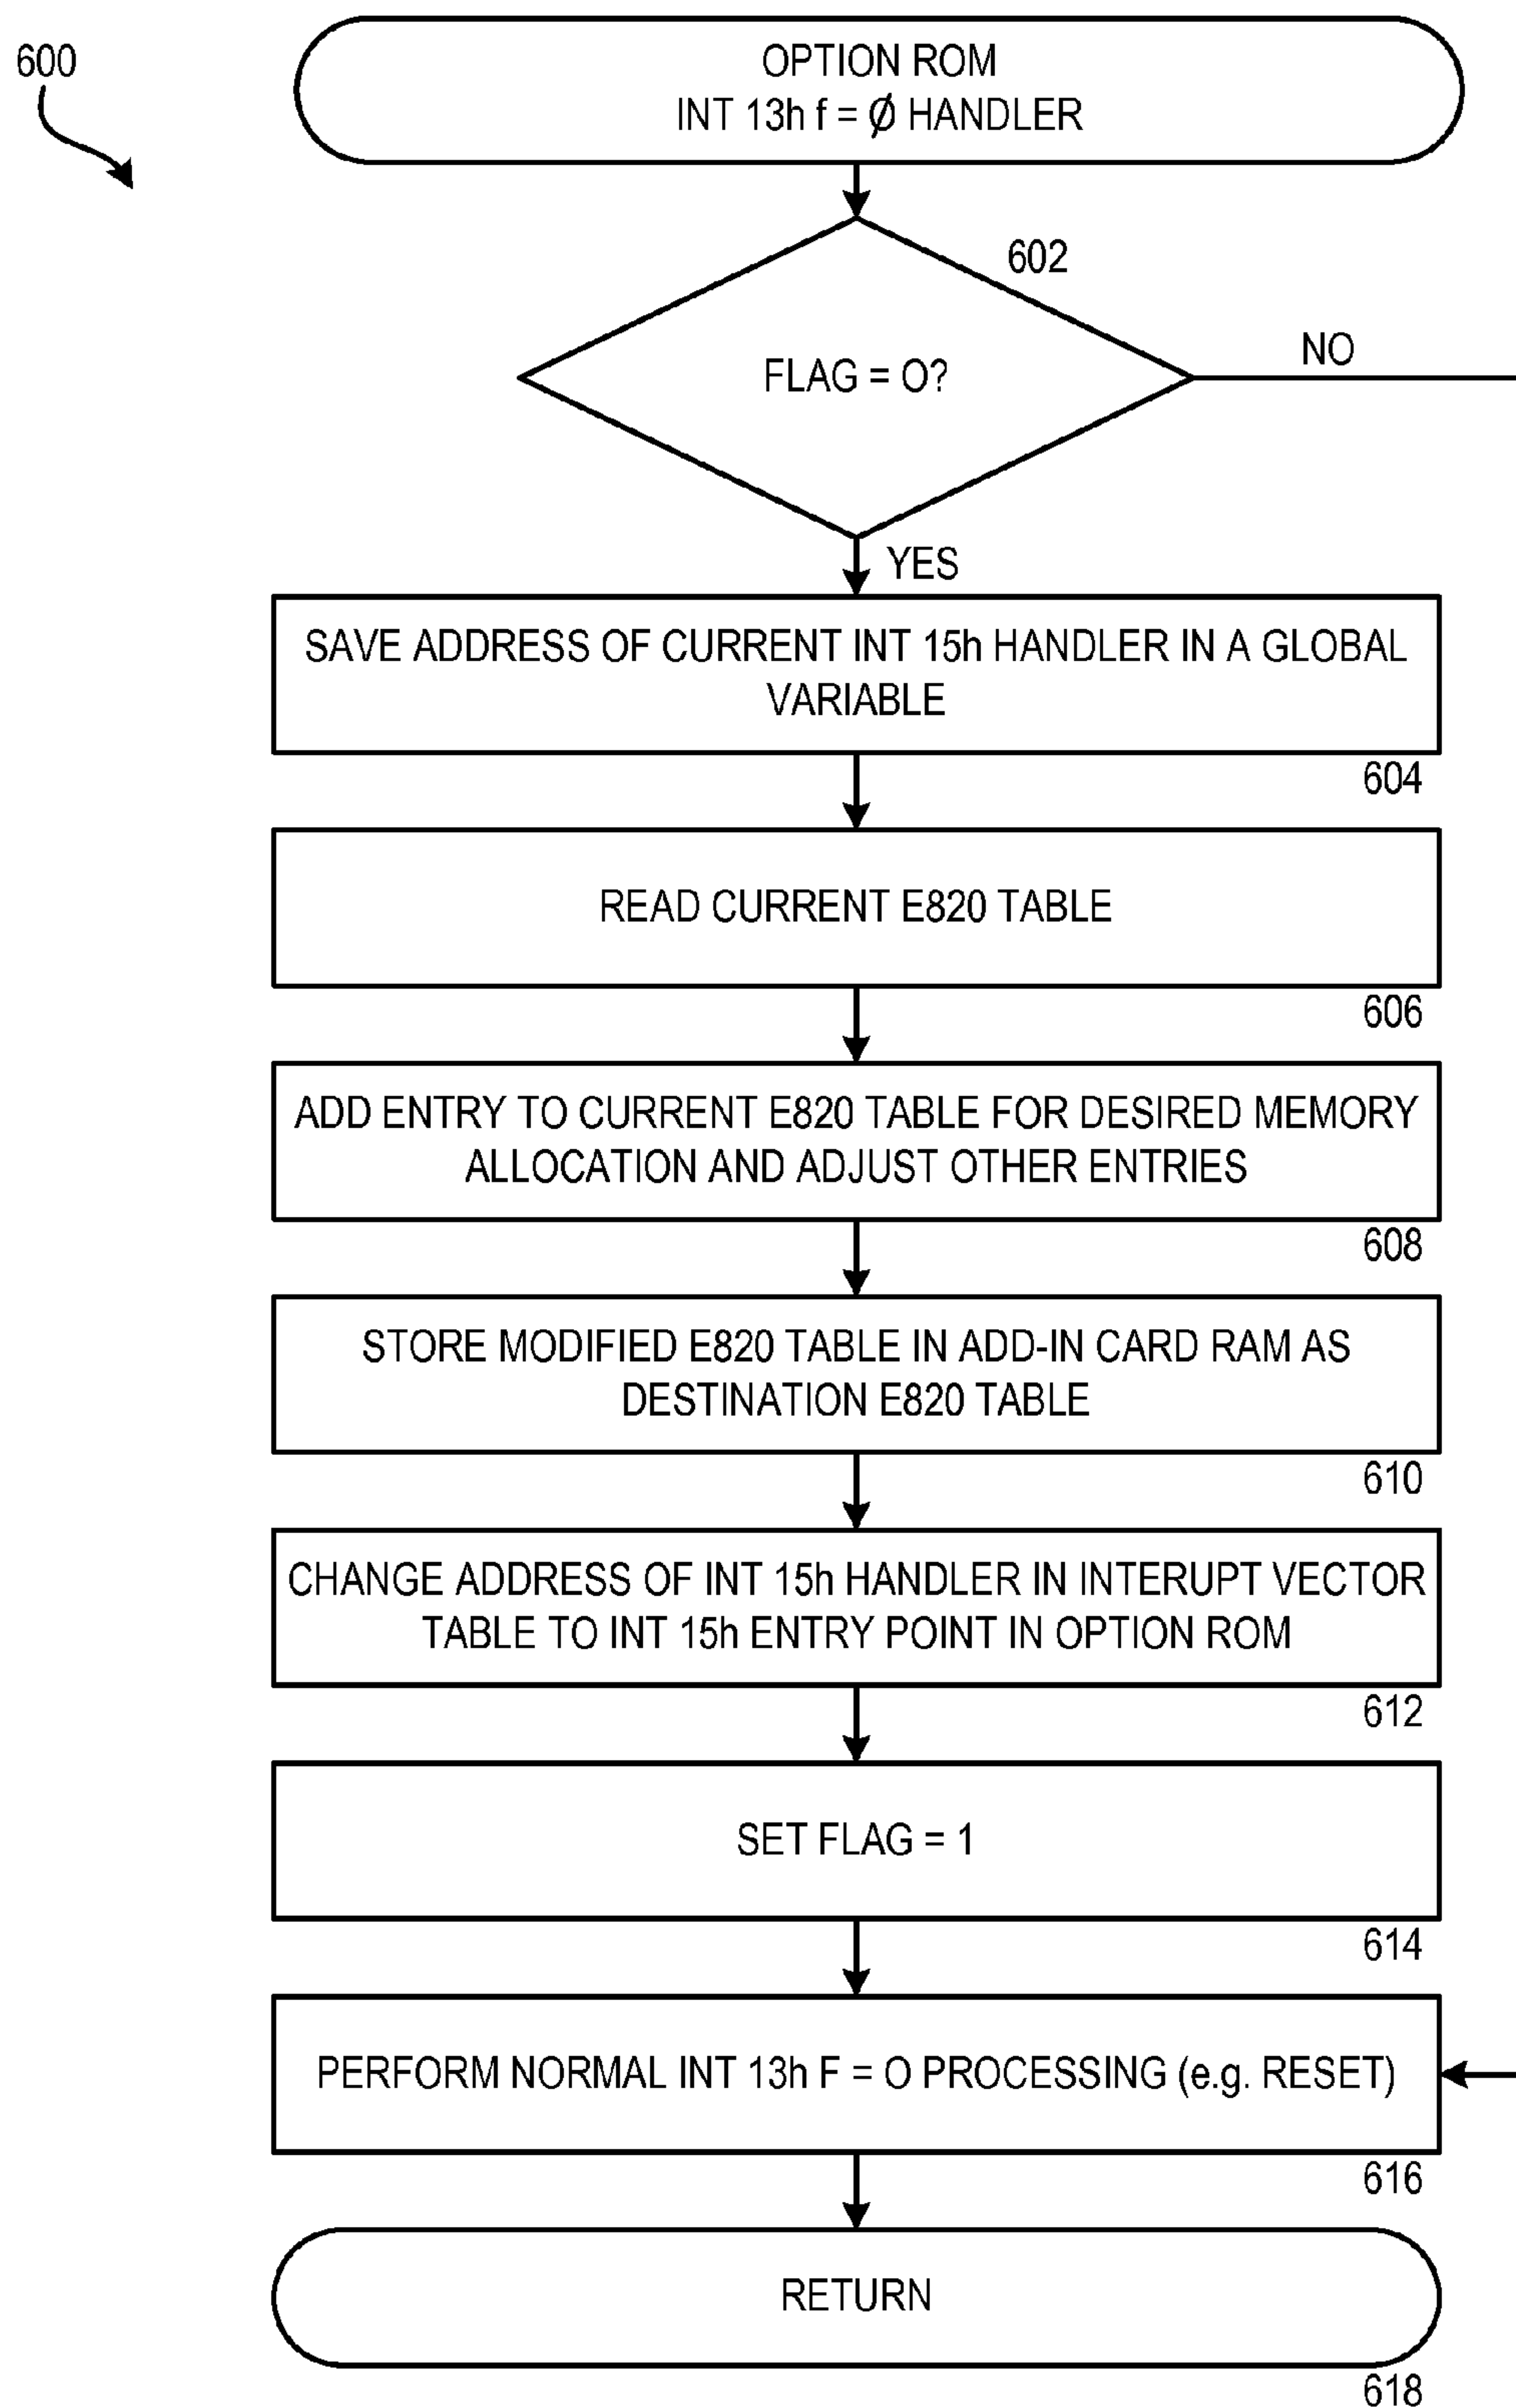 600
OPTION ROM
INT 13h f = Ø HANDLER
602
FLAG = O?
NO
YES
SAVE ADDRESS OF CURRENT INT 15h HANDLER IN A GLOBAL
VARIABLE
604
READ CURRENT E820 TABLE
606
ADD ENTRY TO CURRENT E820 TABLE FOR DESIRED MEMORY
ALLOCATION AND ADJUST OTHER ENTRIES
608
STORE MODIFIED E820 TABLE IN ADD-IN CARD RAM AS
DESTINATION E820 TABLE
610
CHANGE ADDRESS OF INT 15h HANDLER IN INTERUPT VECTOR
TABLE TO INT 15h ENTRY POINT IN OPTION ROM
612
SET FLAG = 1
614
PERFORM NORMAL INT 13h F = O PROCESSING (e.g. RESET)
616
RETURN
618